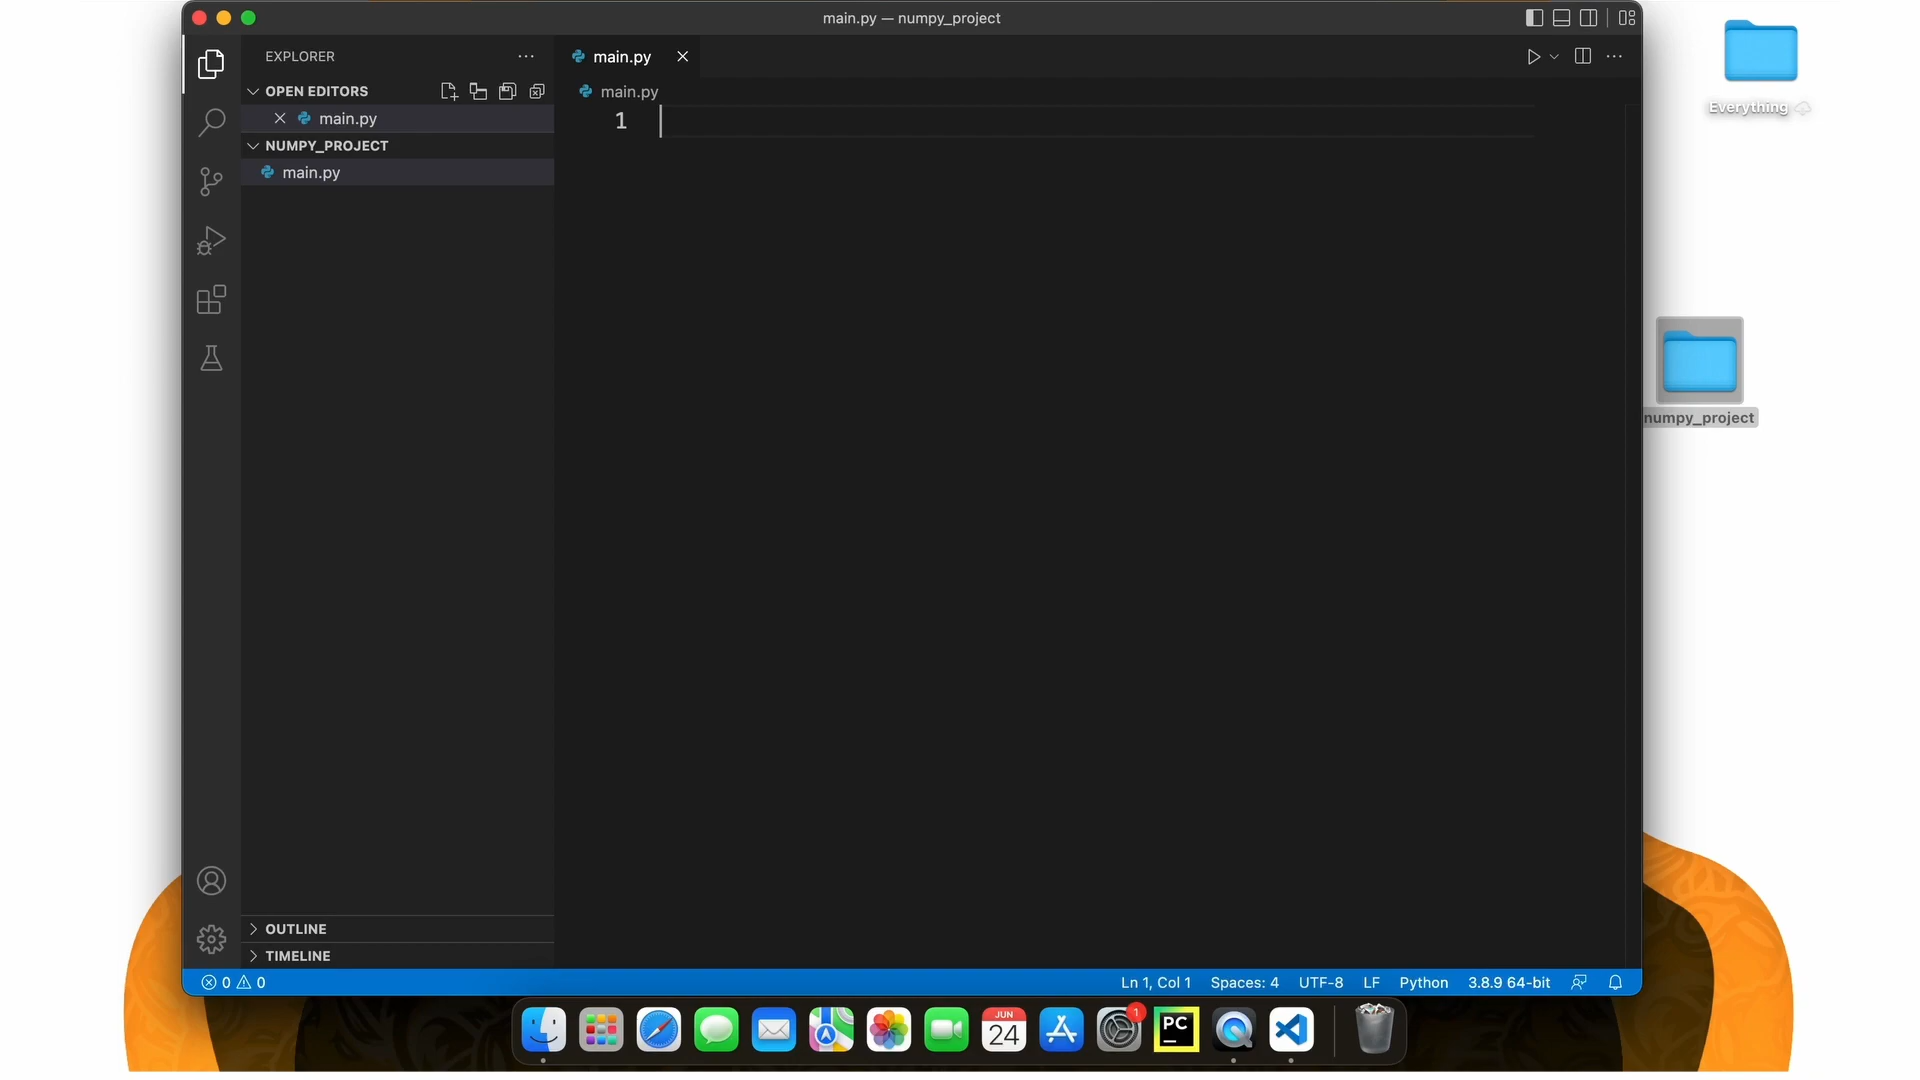 main.py — numpy_project
EXPLORER
main.py
OPEN EDITORS
main.py
main.py
1
NUMPY_PROJECT
main.py
Everything
numpy_project
OUTLINE
TIMELINE
0 0
Ln 1, Col 1 Spaces: 4 UTF-8 LF Python 3.8.9 64-bit
JUN
24
1
PC